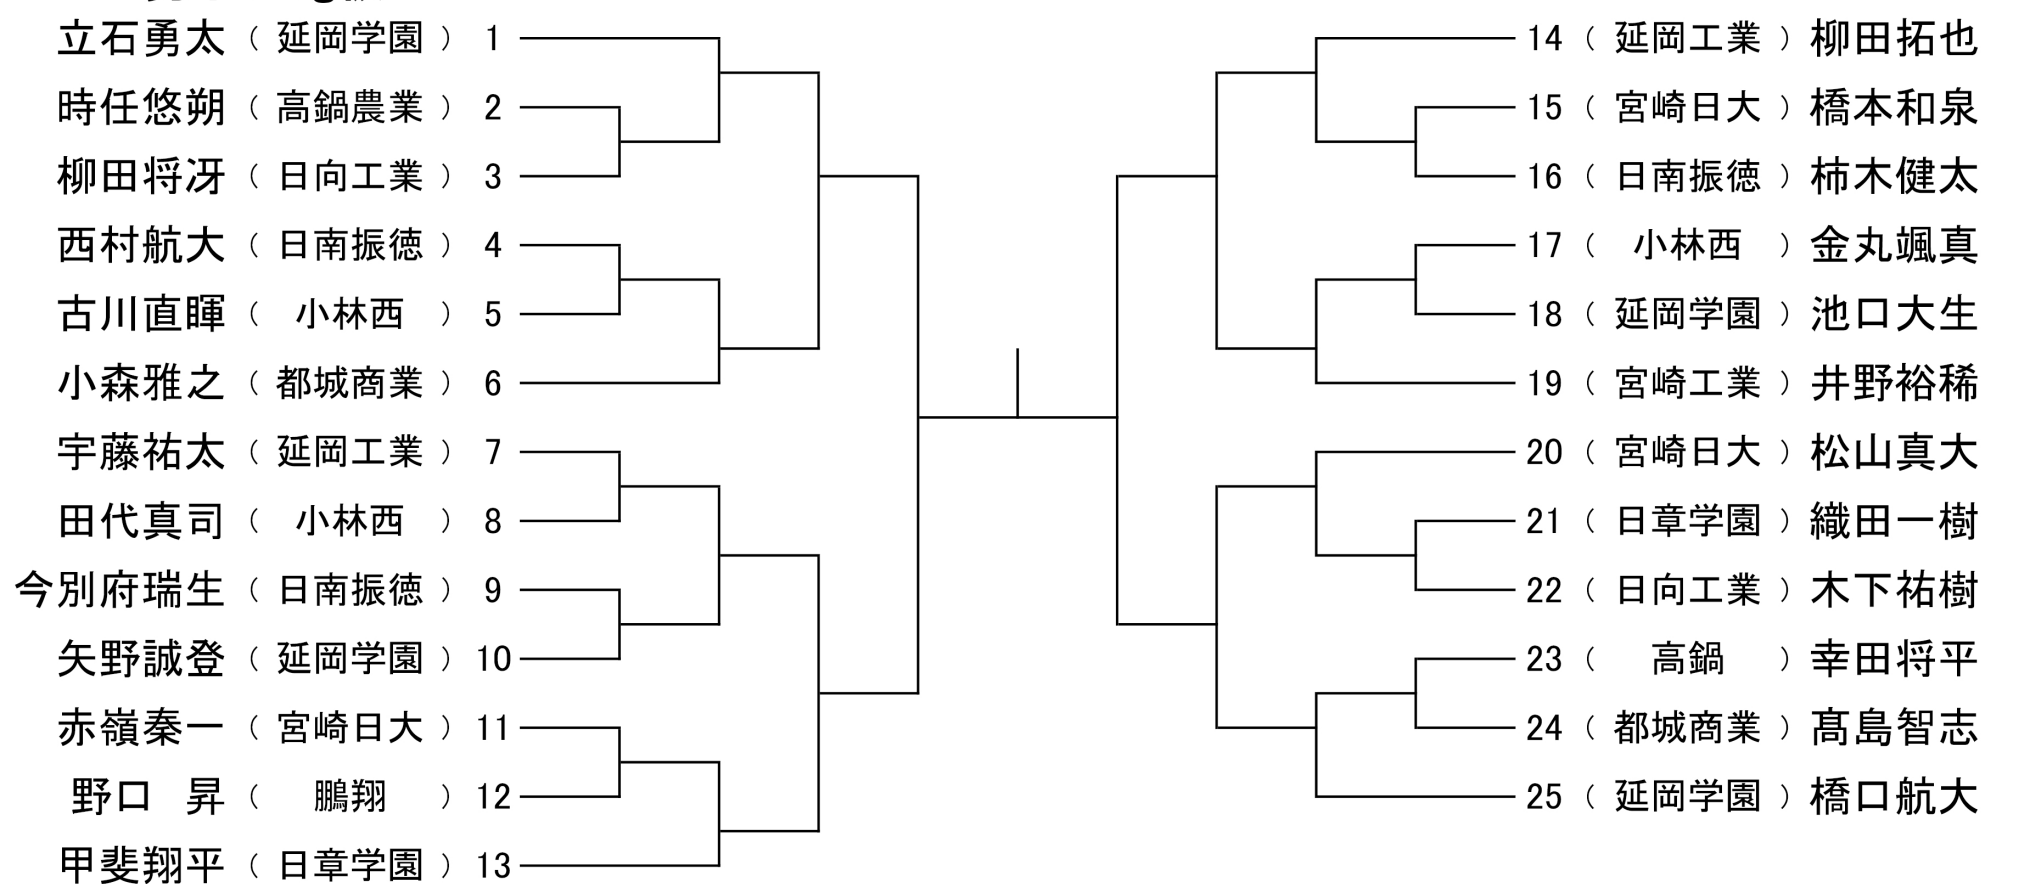 立石勇太 ( 延岡学園 ) 1
時任悠朔 ( 高鍋農業 ) 2
柳田将冴 ( 日向工業 ) 3
西村航大 ( 日南振徳 ) 4
古川直暉 ( 小林西 ) 5
小森雅之 ( 都城商業 ) 6
宇藤祐太 ( 延岡工業 ) 7
田代真司 ( 小林西 ) 8
今別府瑞生 ( 日南振徳 ) 9
矢野誠登 ( 延岡学園 ) 10
赤嶺秦一 ( 宮崎日大 ) 11
野口 昇 ( 鵬翔 ) 12
甲斐翔平 ( 日章学園 ) 13
14 ( 延岡工業 ) 柳田拓也
15 ( 宮崎日大 ) 橋本和泉
16 ( 日南振徳 ) 柿木健太
17 ( 小林西 ) 金丸颯真
18 ( 延岡学園 ) 池口大生
19 ( 宮崎工業 ) 井野裕稀
20 ( 宮崎日大 ) 松山真大
21 ( 日章学園 ) 織田一樹
22 ( 日向工業 ) 木下祐樹
23 ( 高鍋 ) 幸田将平
24 ( 都城商業 ) 髙島智志
25 ( 延岡学園 ) 橋口航大